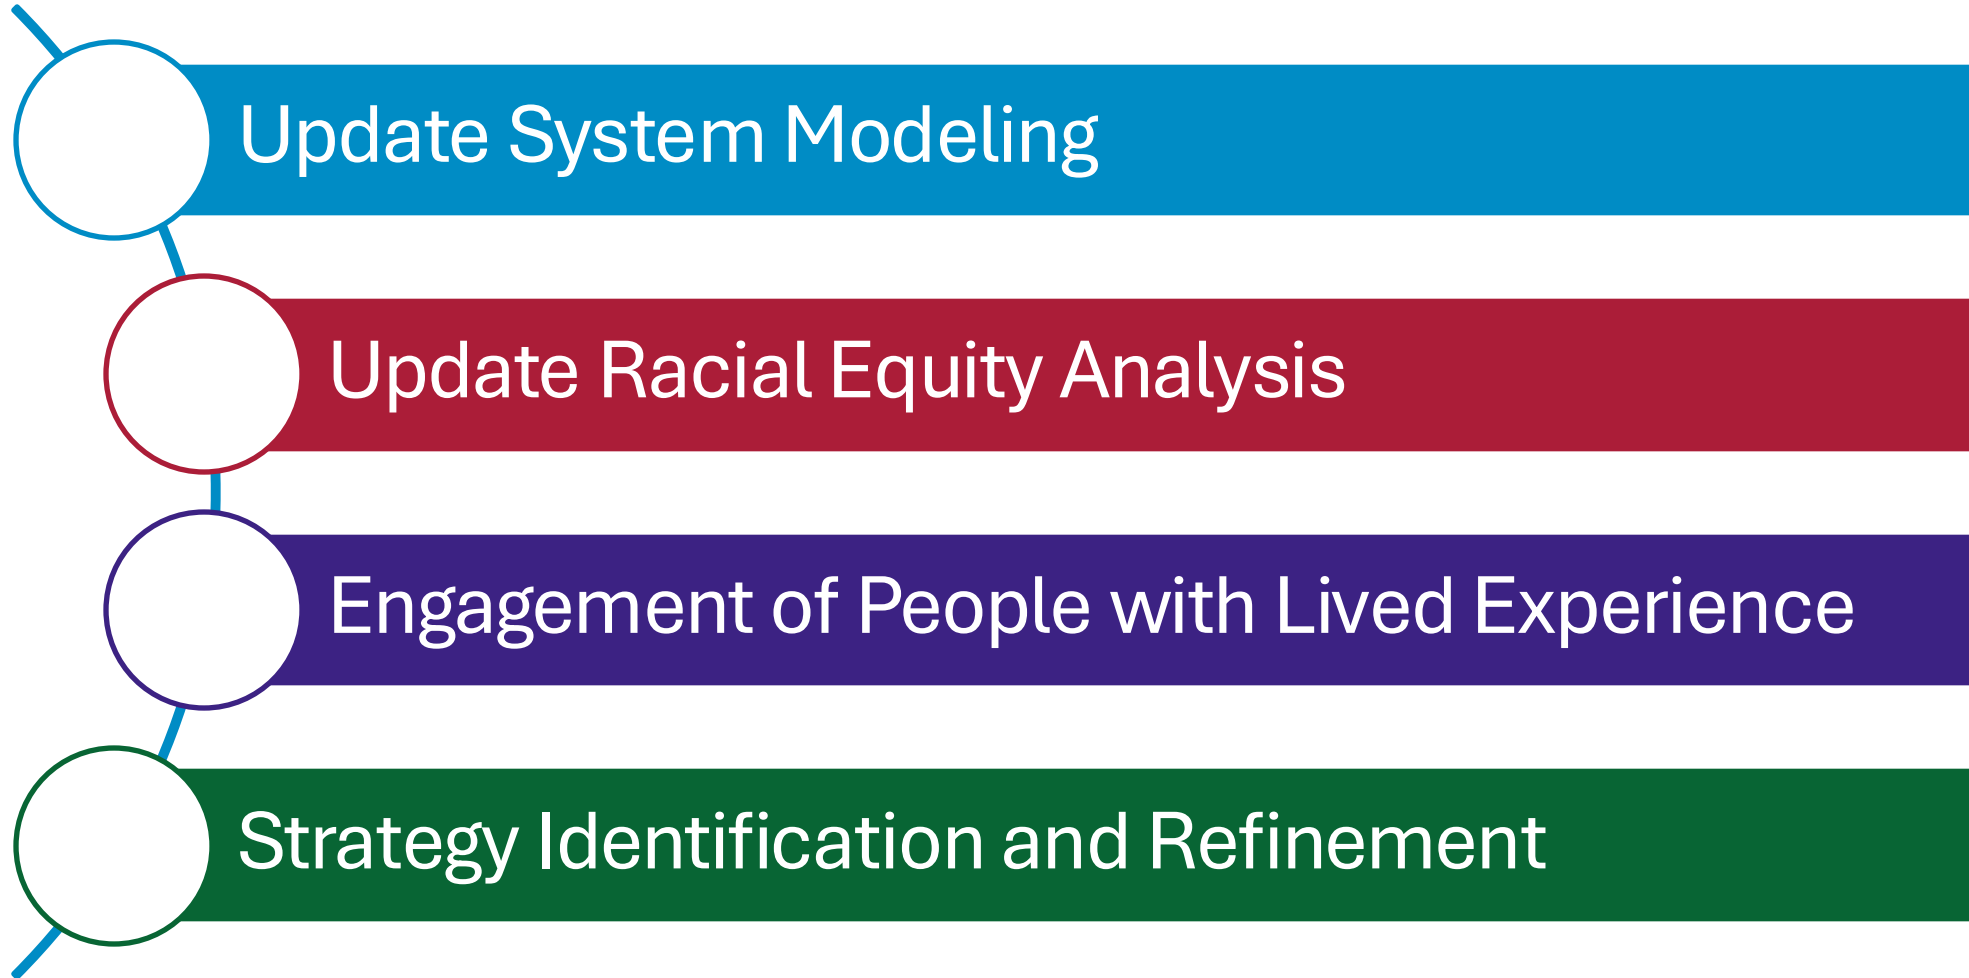 Update System Modeling
Update Racial Equity Analysis
Engagement of People with Lived Experience
Strategy Identification and Refinement